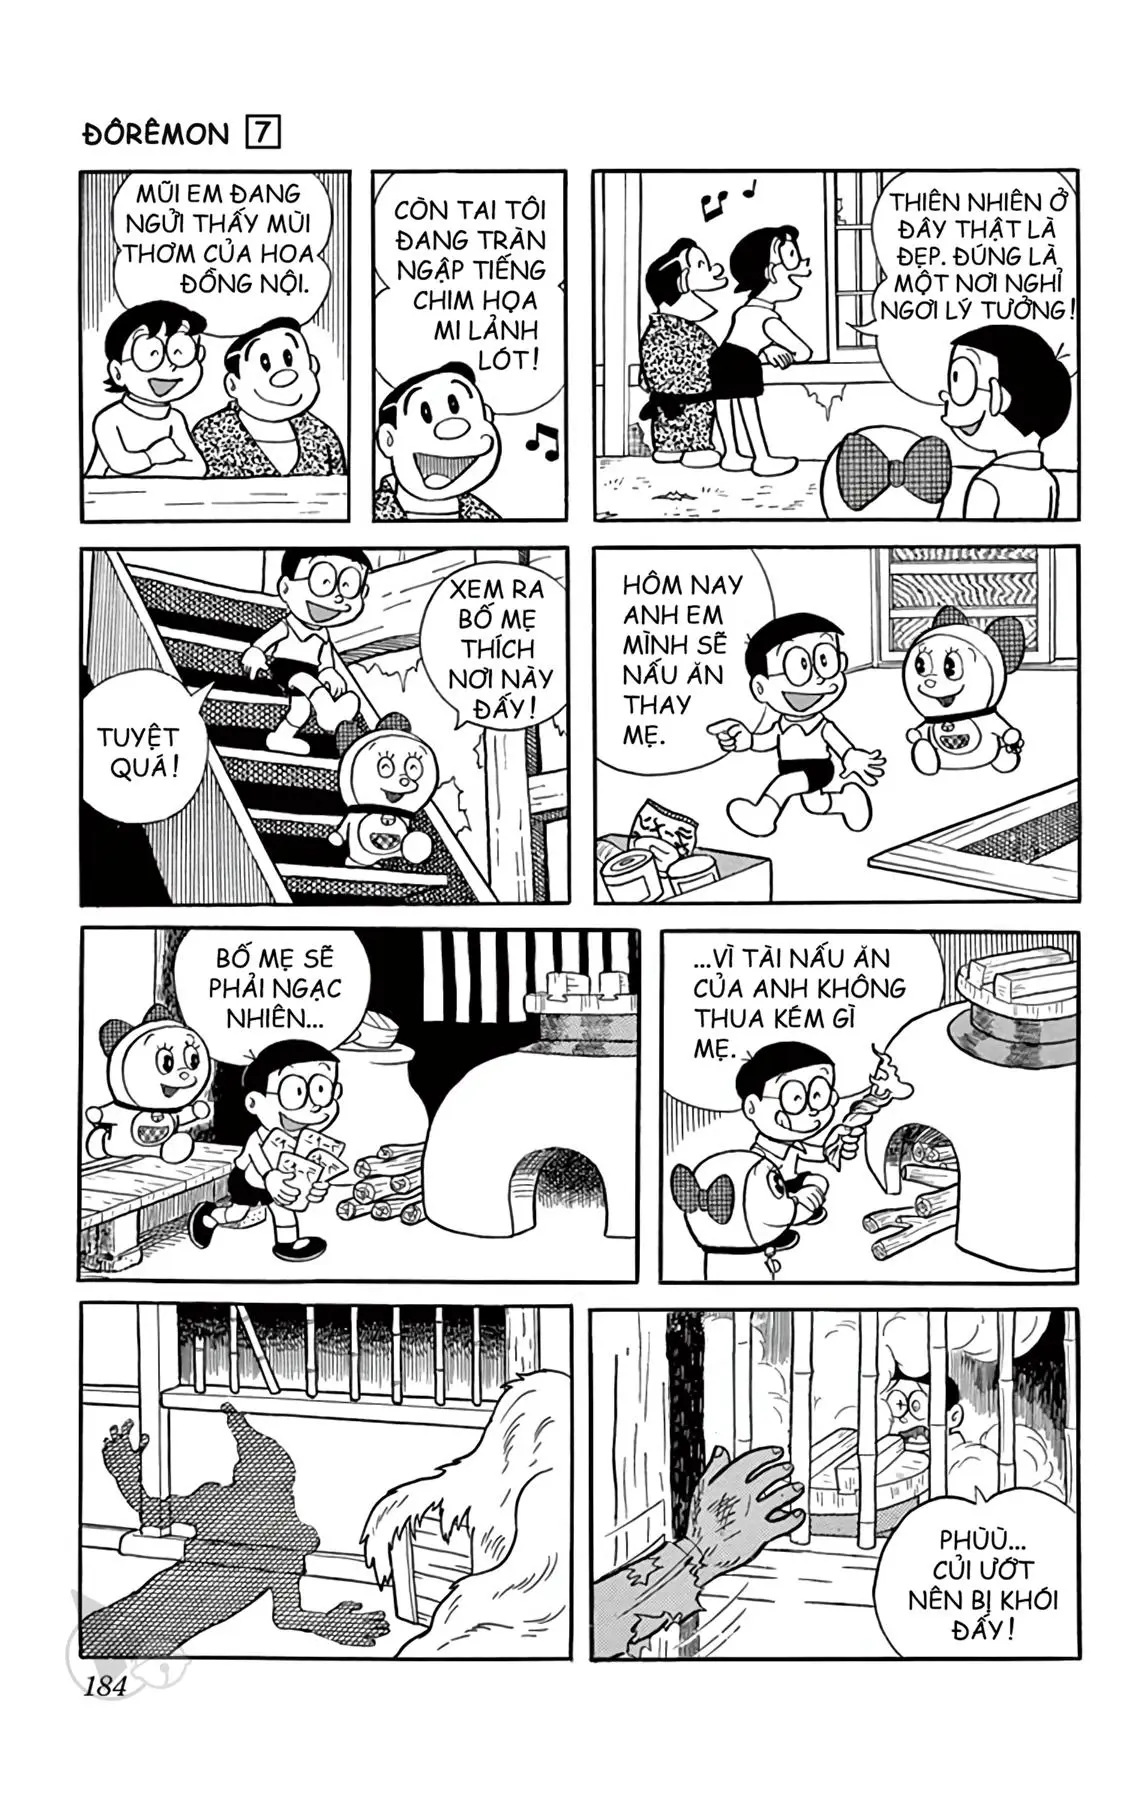 ĐÔRÊMON 7
MŨI EM ĐANG
NGỬI THẤY MÙI
THƠM CỦA HOA
ĐỒNG NỘI.
CÒN TAI TÔI
ĐANG TRÀN
NGẬP TIẾNG
CHIM HỌA
MI LẢNH
LÓT!
THIÊN NHIÊN Ở
ĐÂY THẬT LÀ
ĐẸP. ĐÚNG LÀ
MỘT NƠI NGHỈ
NGƠI LÝ TƯỞNG!
XEM RA
BỐ MẸ
THÍCH
NƠI NÀY
ĐẤY!
TUYỆT
QUÁ!
HÔM NAY
ANH EM
MÌNH SẼ
NẤU ĂN
THAY
MẸ.
BỐ MẸ SẼ
PHẢI NGẠC
NHIÊN...
...VÌ TÀI NẤU ĂN
CỦA ANH KHÔNG
THUA KÉM GÌ
MẸ.
PHÙÙ...
CỦI ƯỚT
NÊN BỊ KHÓI
ĐẤY!
184